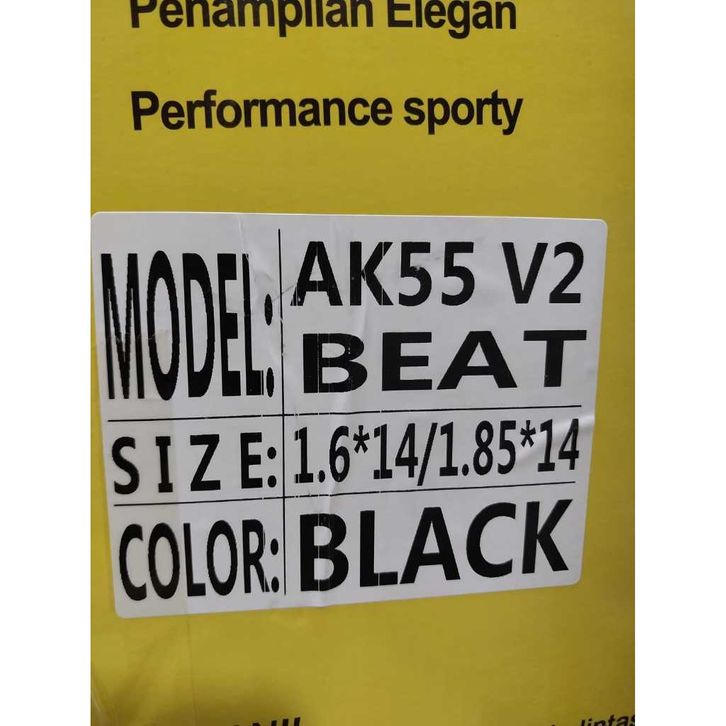 Penampilan Elegan
Performance sporty
MODEL: AK55 V2
BEAT
SIZE: 1.6*14/1.85*14
COLOR: BLACK